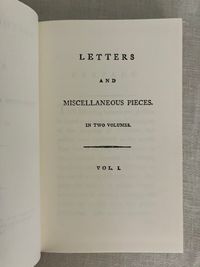 LETTERS
AND
MISCELLANEOUS PIECES.
IN TWO VOLUMES.
VOL. I.